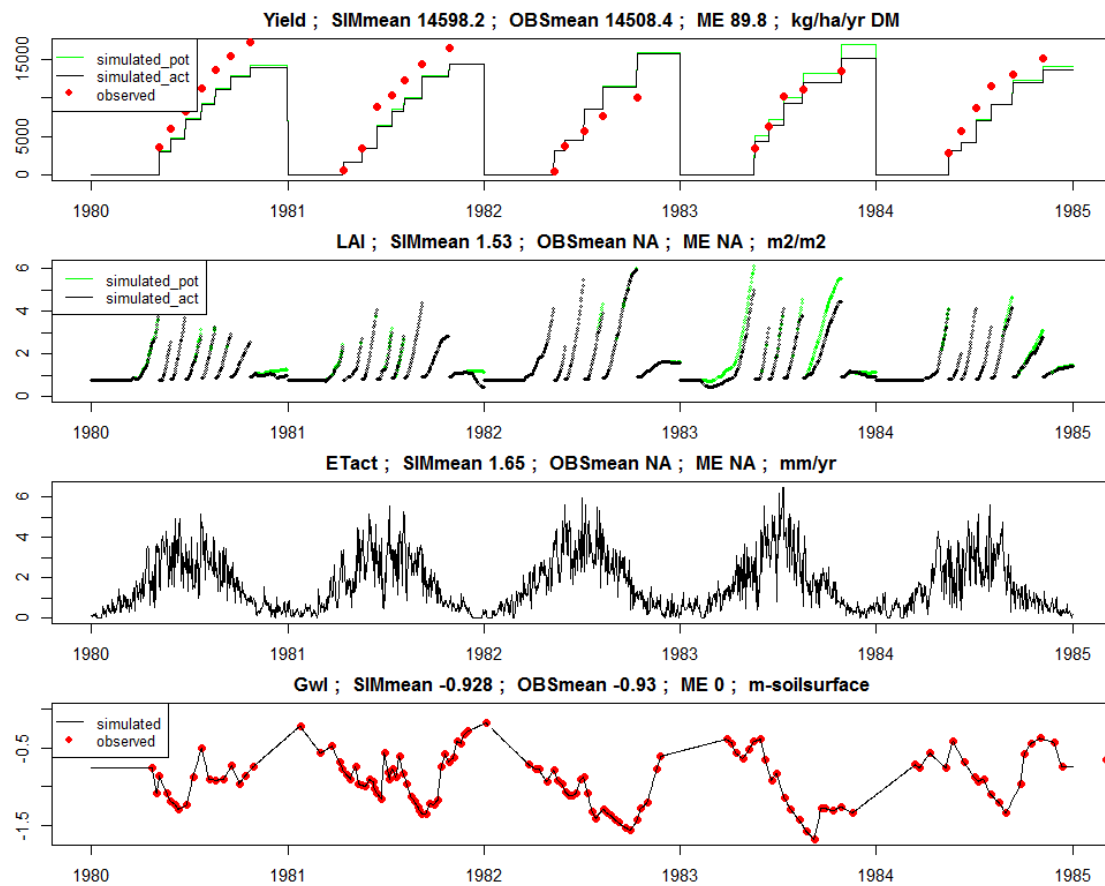 Yield ; SIMmean 14598.2 ; OBSmean 14508.4 ; ME 89.8 ; kg/ha/yr DM
simulated_pot
simulated_act
observed
15000
5000
0
1980 1981 1982 1983 1984 1985
LAI ; SIMmean 1.53 ; OBSmean NA ; ME NA ; m2/m2
simulated_pot
simulated_act
6
4
2
0
1980 1981 1982 1983 1984 1985
ETact ; SIMmean 1.65 ; OBSmean NA ; ME NA ; mm/yr
6
4
2
0
1980 1981 1982 1983 1984 1985
Gwl ; SIMmean -0.928 ; OBSmean -0.93 ; ME 0 ; m-soilsurface
simulated
observed
-0.5
-1.5
1980 1981 1982 1983 1984 1985